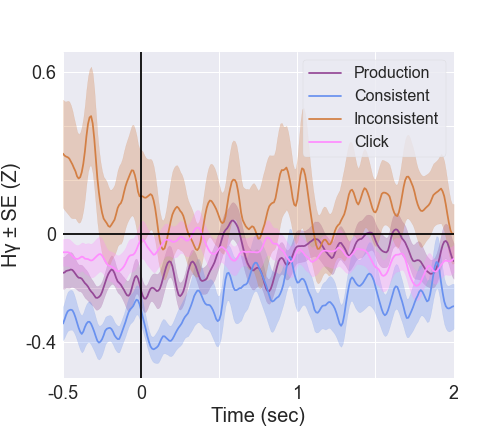 Production
Consistent
Inconsistent
Click
0.6
0
-0.4
Hγ ± SE (Z)
-0.5
0
1
2
Time (sec)